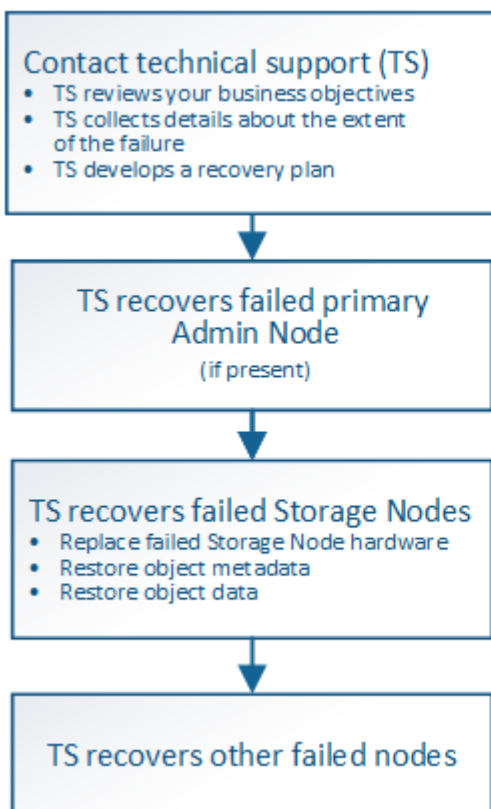 Contact technical support (TS)
• TS reviews your business objectives
• TS collects details about the extent
of the failure
• TS develops a recovery plan
TS recovers failed primary
Admin Node
(if present)
TS recovers failed Storage Nodes
• Replace failed Storage Node hardware
• Restore object metadata
• Restore object data
TS recovers other failed nodes